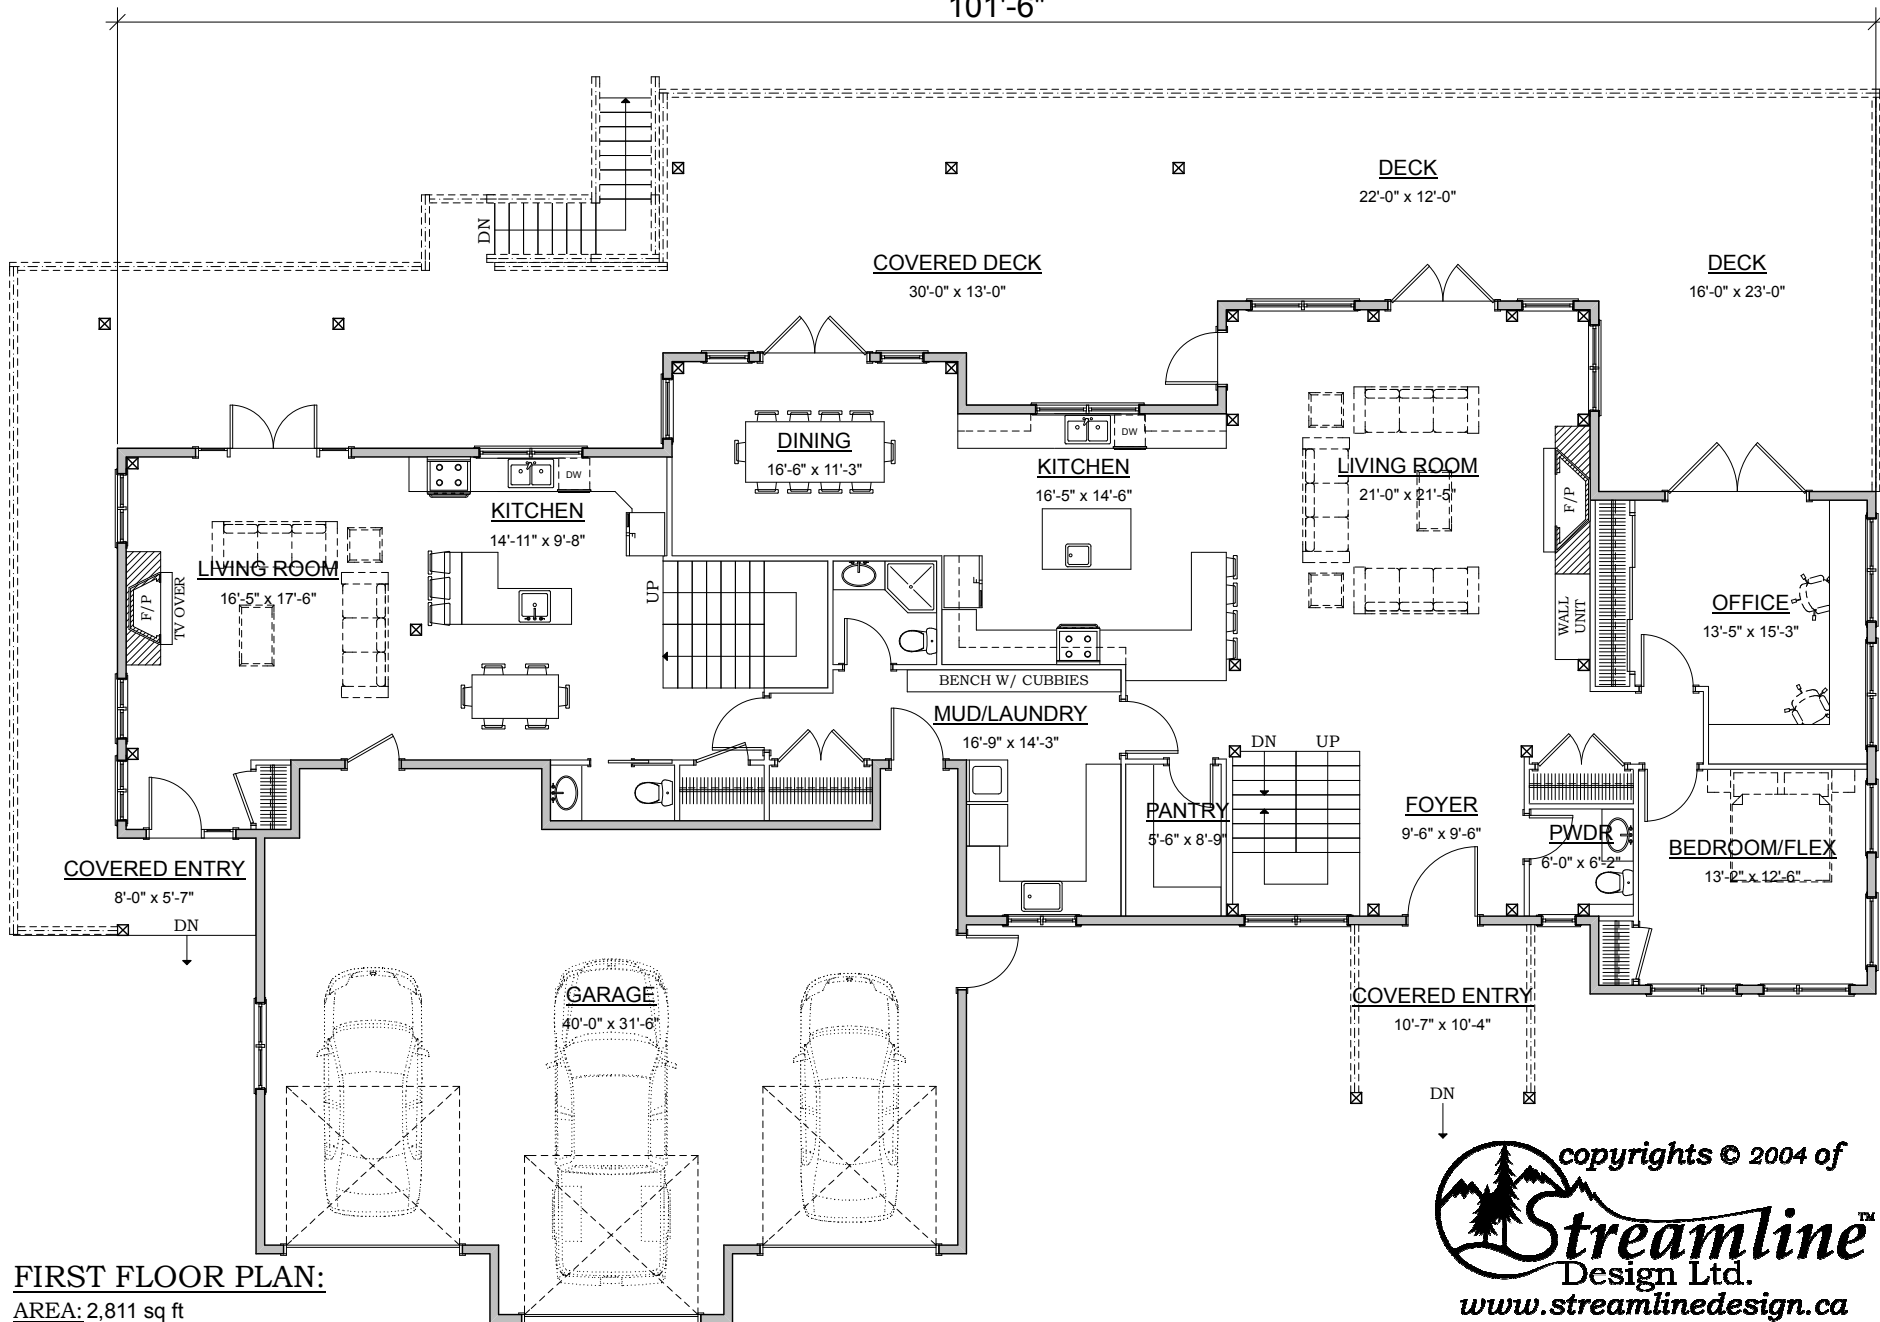 101'-6"
DECK
22'-0" x 12'-0"
DN
COVERED DECK
30'-0" x 13'-0"
DECK
16'-0" x 23'-0"
DINING
16'-6" x 11'-3"
DW
KITCHEN
16'-5" x 14'-6"
LIVING ROOM
21'-0" x 21'-5"
F/P
DW
KITCHEN
14'-11" x 9'-8"
F
LIVING ROOM
16'-5" x 17'-6"
F/P
TV OVER
UP
F
WALL
UNIT
OFFICE
13'-5" x 15'-3"
BENCH W/ CUBBIES
MUD/LAUNDRY
16'-9" x 14'-3"
DN
UP
PANTRY
5'-6" x 8'-9"
FOYER
9'-6" x 9'-6"
PWDR
6'-0" x 6'-2"
BEDROOM/FLEX
13'-2" x 12'-6"
COVERED ENTRY
8'-0" x 5'-7"
DN
GARAGE
40'-0" x 31'-6"
COVERED ENTRY
10'-7" x 10'-4"
DN
copyrights © 2004 of
Streamline™
Design Ltd.
www.streamlinedesign.ca
FIRST FLOOR PLAN:
AREA: 2,811 sq ft